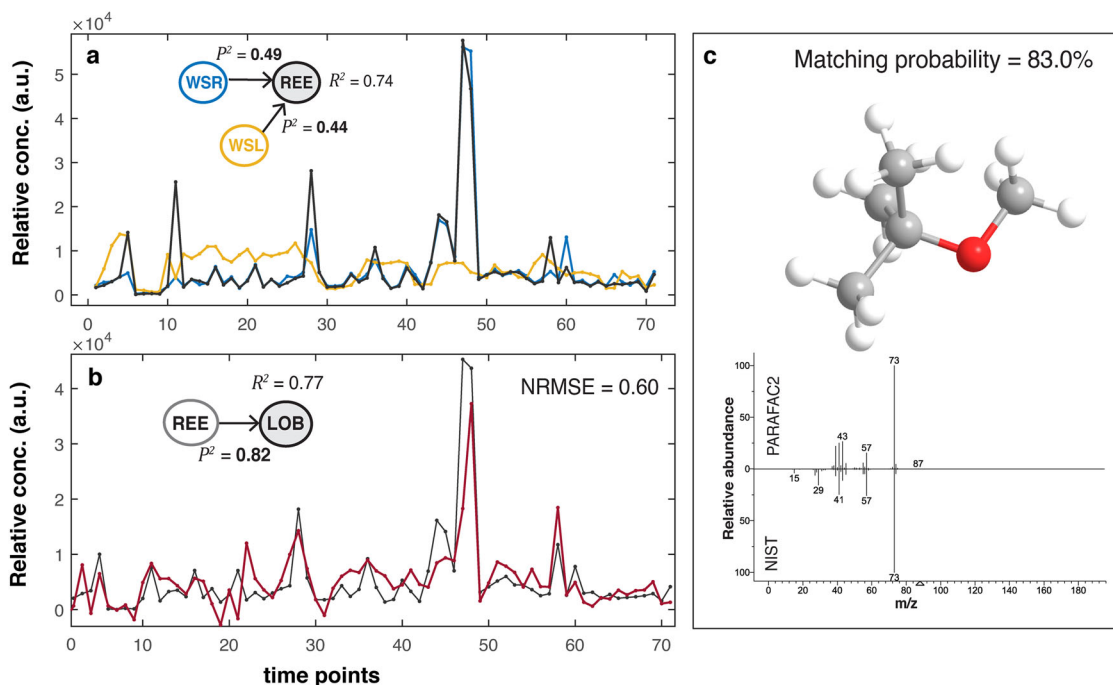 ×10⁴
a
P² = 0.49
WSR
REE
R² = 0.74
P² = 0.44
WSL
Relative conc. (a.u.)
5
4
3
2
1
0
0 10 20 30 40 50 60 70
×10⁴
b
R² = 0.77
NRMSE = 0.60
REE
LOB
P² = 0.82
Relative conc. (a.u.)
4
3
2
1
0
10 20 30 40 50 60 70
time points
c
Matching probability = 83.0%
Relative abundance
PARAFAC2
NIST
100
50
0
50
100
73
43
57
87
15
29
41
57
73
0 20 40 60 80 100 120 140 160 180
m/z